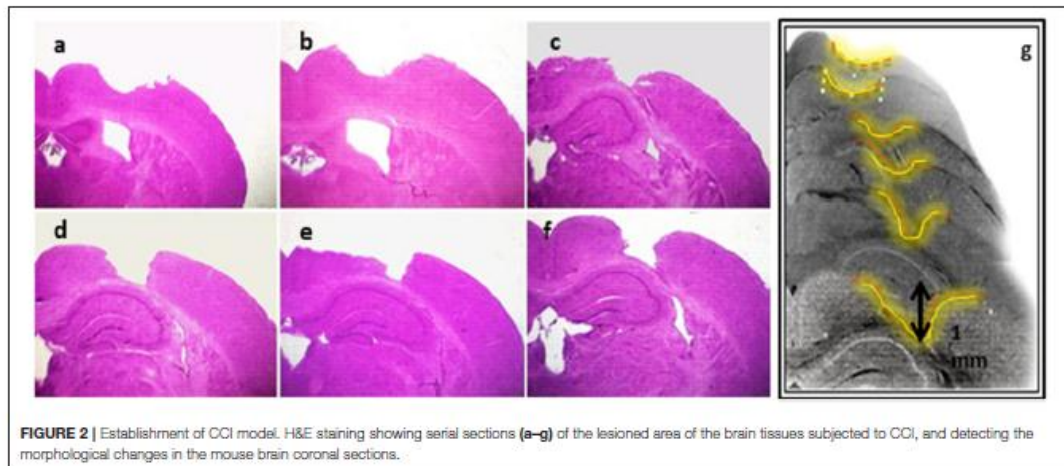 a
b
c
g
d
e
f
1
mm
FIGURE 2 | Establishment of CCI model. H&E staining showing serial sections (a–g) of the lesioned area of the brain tissues subjected to CCI, and detecting the
morphological changes in the mouse brain coronal sections.